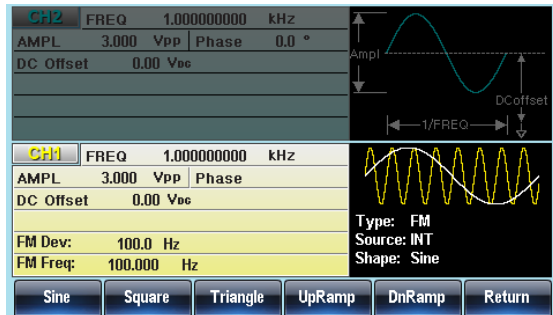 CH2 FREQ 1.000000000 kHz
AMPL 3.000 Vpp Phase 0.0 °
DC Offset 0.00 VDC
Ampl
DCoffset
1/FREQ
CH1 FREQ 1.000000000 kHz
AMPL 3.000 Vpp Phase
DC Offset 0.00 VDC
FM Dev: 100.0 Hz
FM Freq: 100.000 Hz
Type: FM
Source: INT
Shape: Sine
Sine Square Triangle UpRamp DnRamp Return